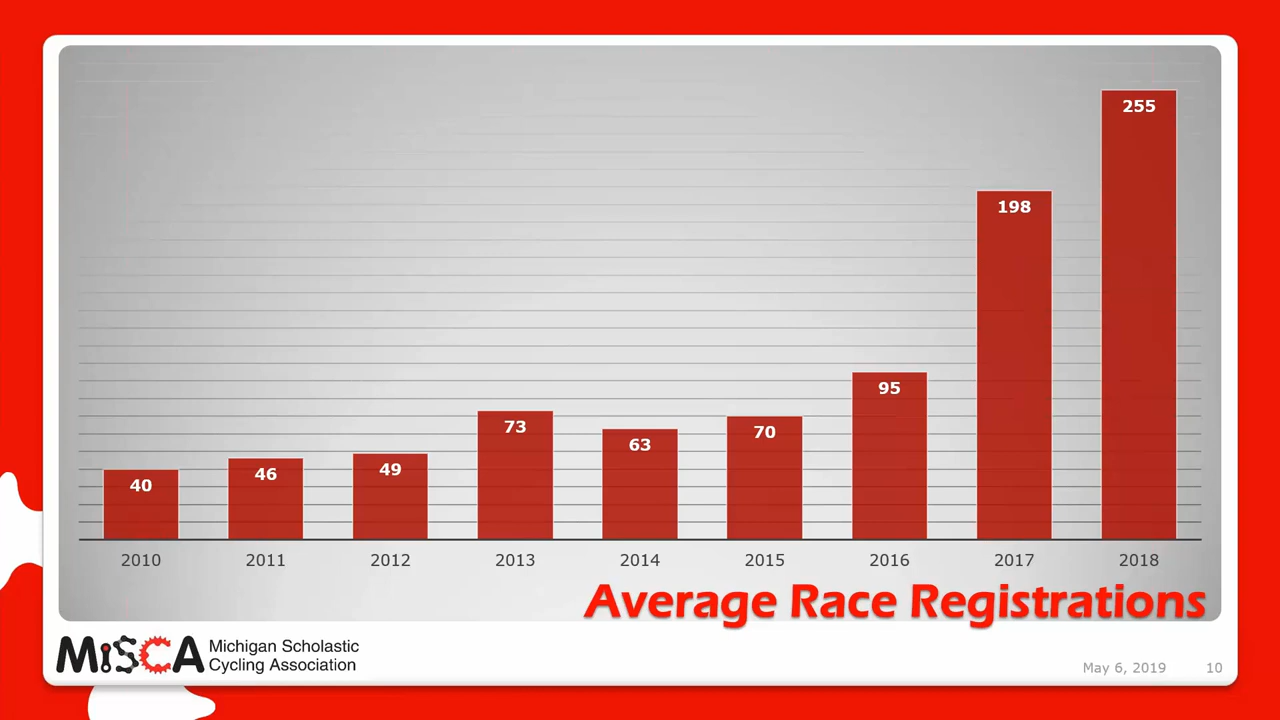 255
198
95
73
70
63
49
46
40
2010 2011 2012 2013 2014 2015 2016 2017 2018
Average Race Registrations
MiSCA Michigan Scholastic
Cycling Association
May 6, 2019 10